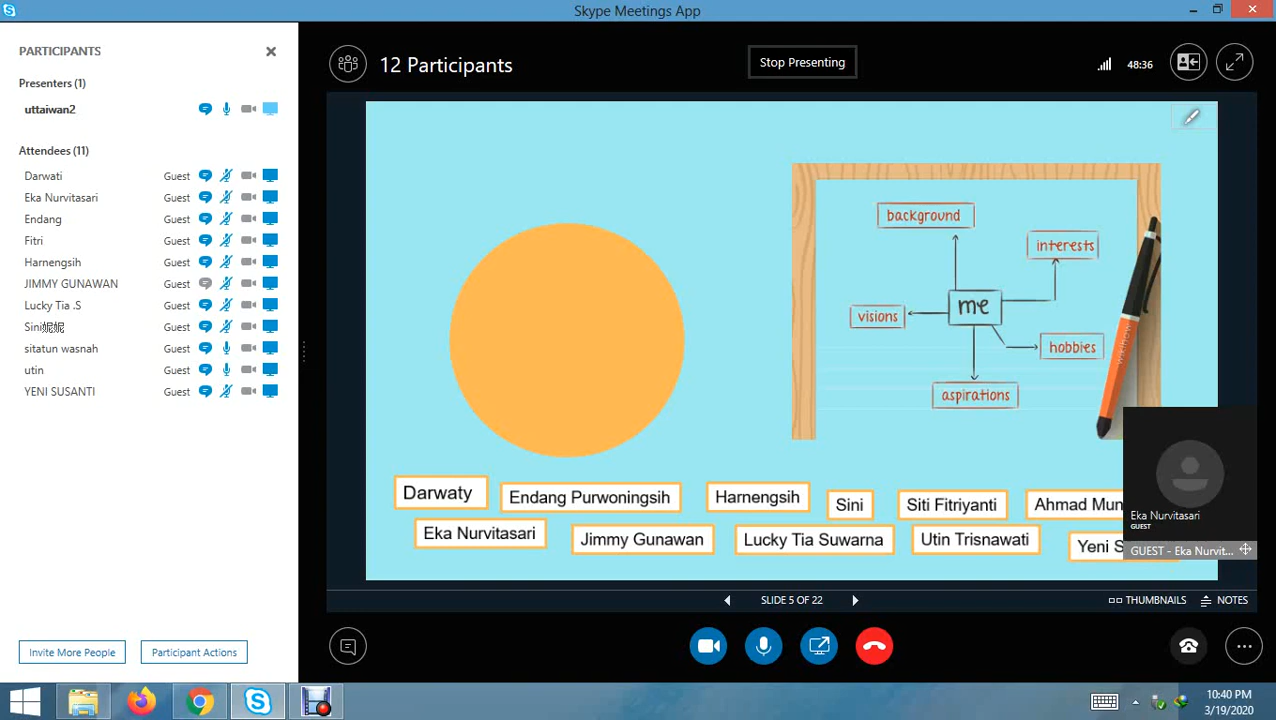 Skype Meetings App
PARTICIPANTS
Presenters (1)
uttaiwan2
Attendees (11)
Darwati Guest
Eka Nurvitasari Guest
Endang Guest
Fitri Guest
Harnengsih Guest
JIMMY GUNAWAN Guest
Lucky Tia .S Guest
Sini妮妮 Guest
sitatun wasnah Guest
utin Guest
YENI SUSANTI Guest
Invite More People
Participant Actions
12 Participants
Stop Presenting
48:36
background
interests
me
visions
hobbies
aspirations
Darwaty
Endang Purwoningsih
Harnengsih
Sini
Siti Fitriyanti
Ahmad Mun
Eka Nurvitasari
Jimmy Gunawan
Lucky Tia Suwarna
Utin Trisnawati
Yeni S
Eka Nurvitasari
GUEST
GUEST - Eka Nurvit...
SLIDE 5 OF 22
THUMBNAILS
NOTES
10:40 PM
3/19/2020